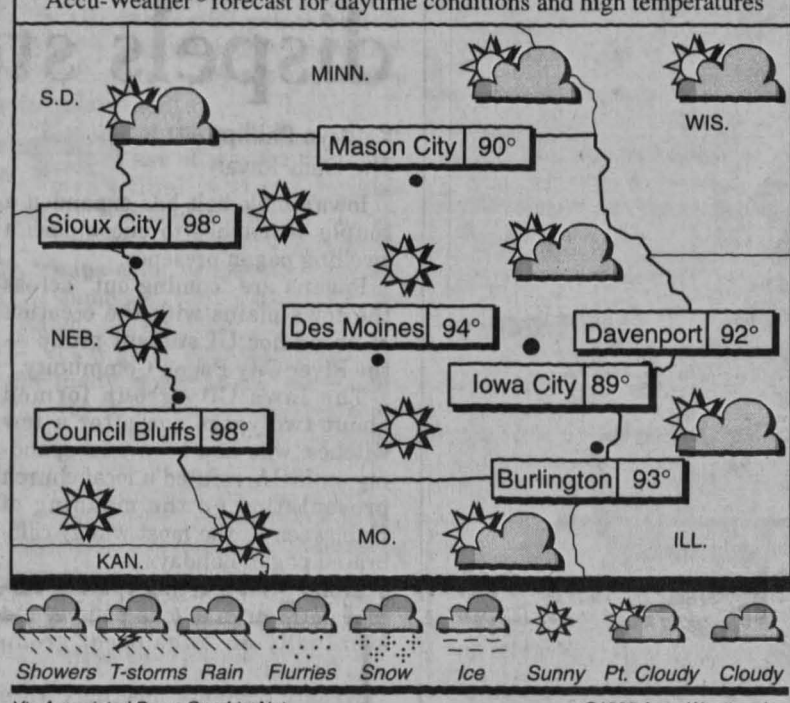 Accu-Weather® forecast for daytime conditions and high temperatures
MINN.
S.D.
WIS.
Mason City 90°
Sioux City 98°
NEB.
Des Moines 94°
Davenport 92°
Iowa City 89°
Council Bluffs 98°
Burlington 93°
MO.
ILL.
KAN.
Showers T-storms Rain Flurries Snow Ice Sunny Pt. Cloudy Cloudy